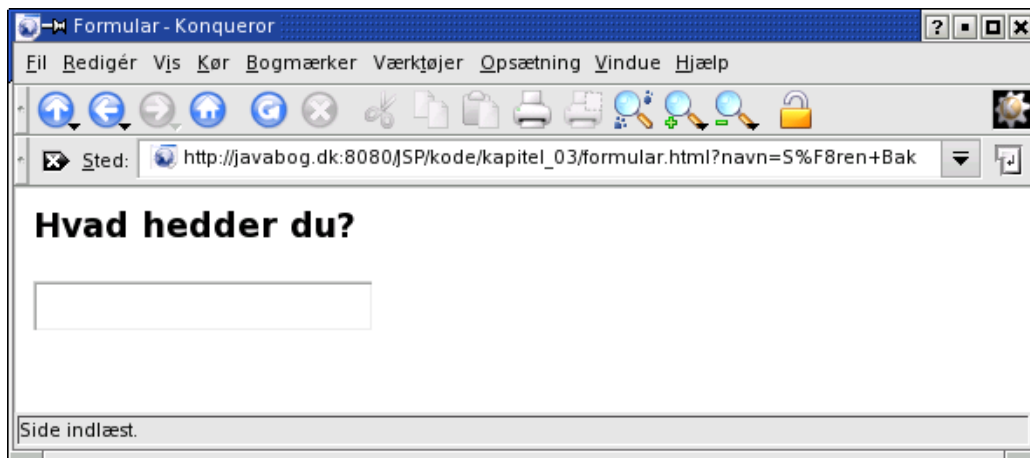 Formular - Konqueror
Fil Redigér Vis Kør Bogmærker Værktøjer Opsætning Vindue Hjælp
Sted: http://javabog.dk:8080/JSP/kode/kapitel_03/formular.html?navn=S%F8ren+Bak
Hvad hedder du?
Side indlæst.